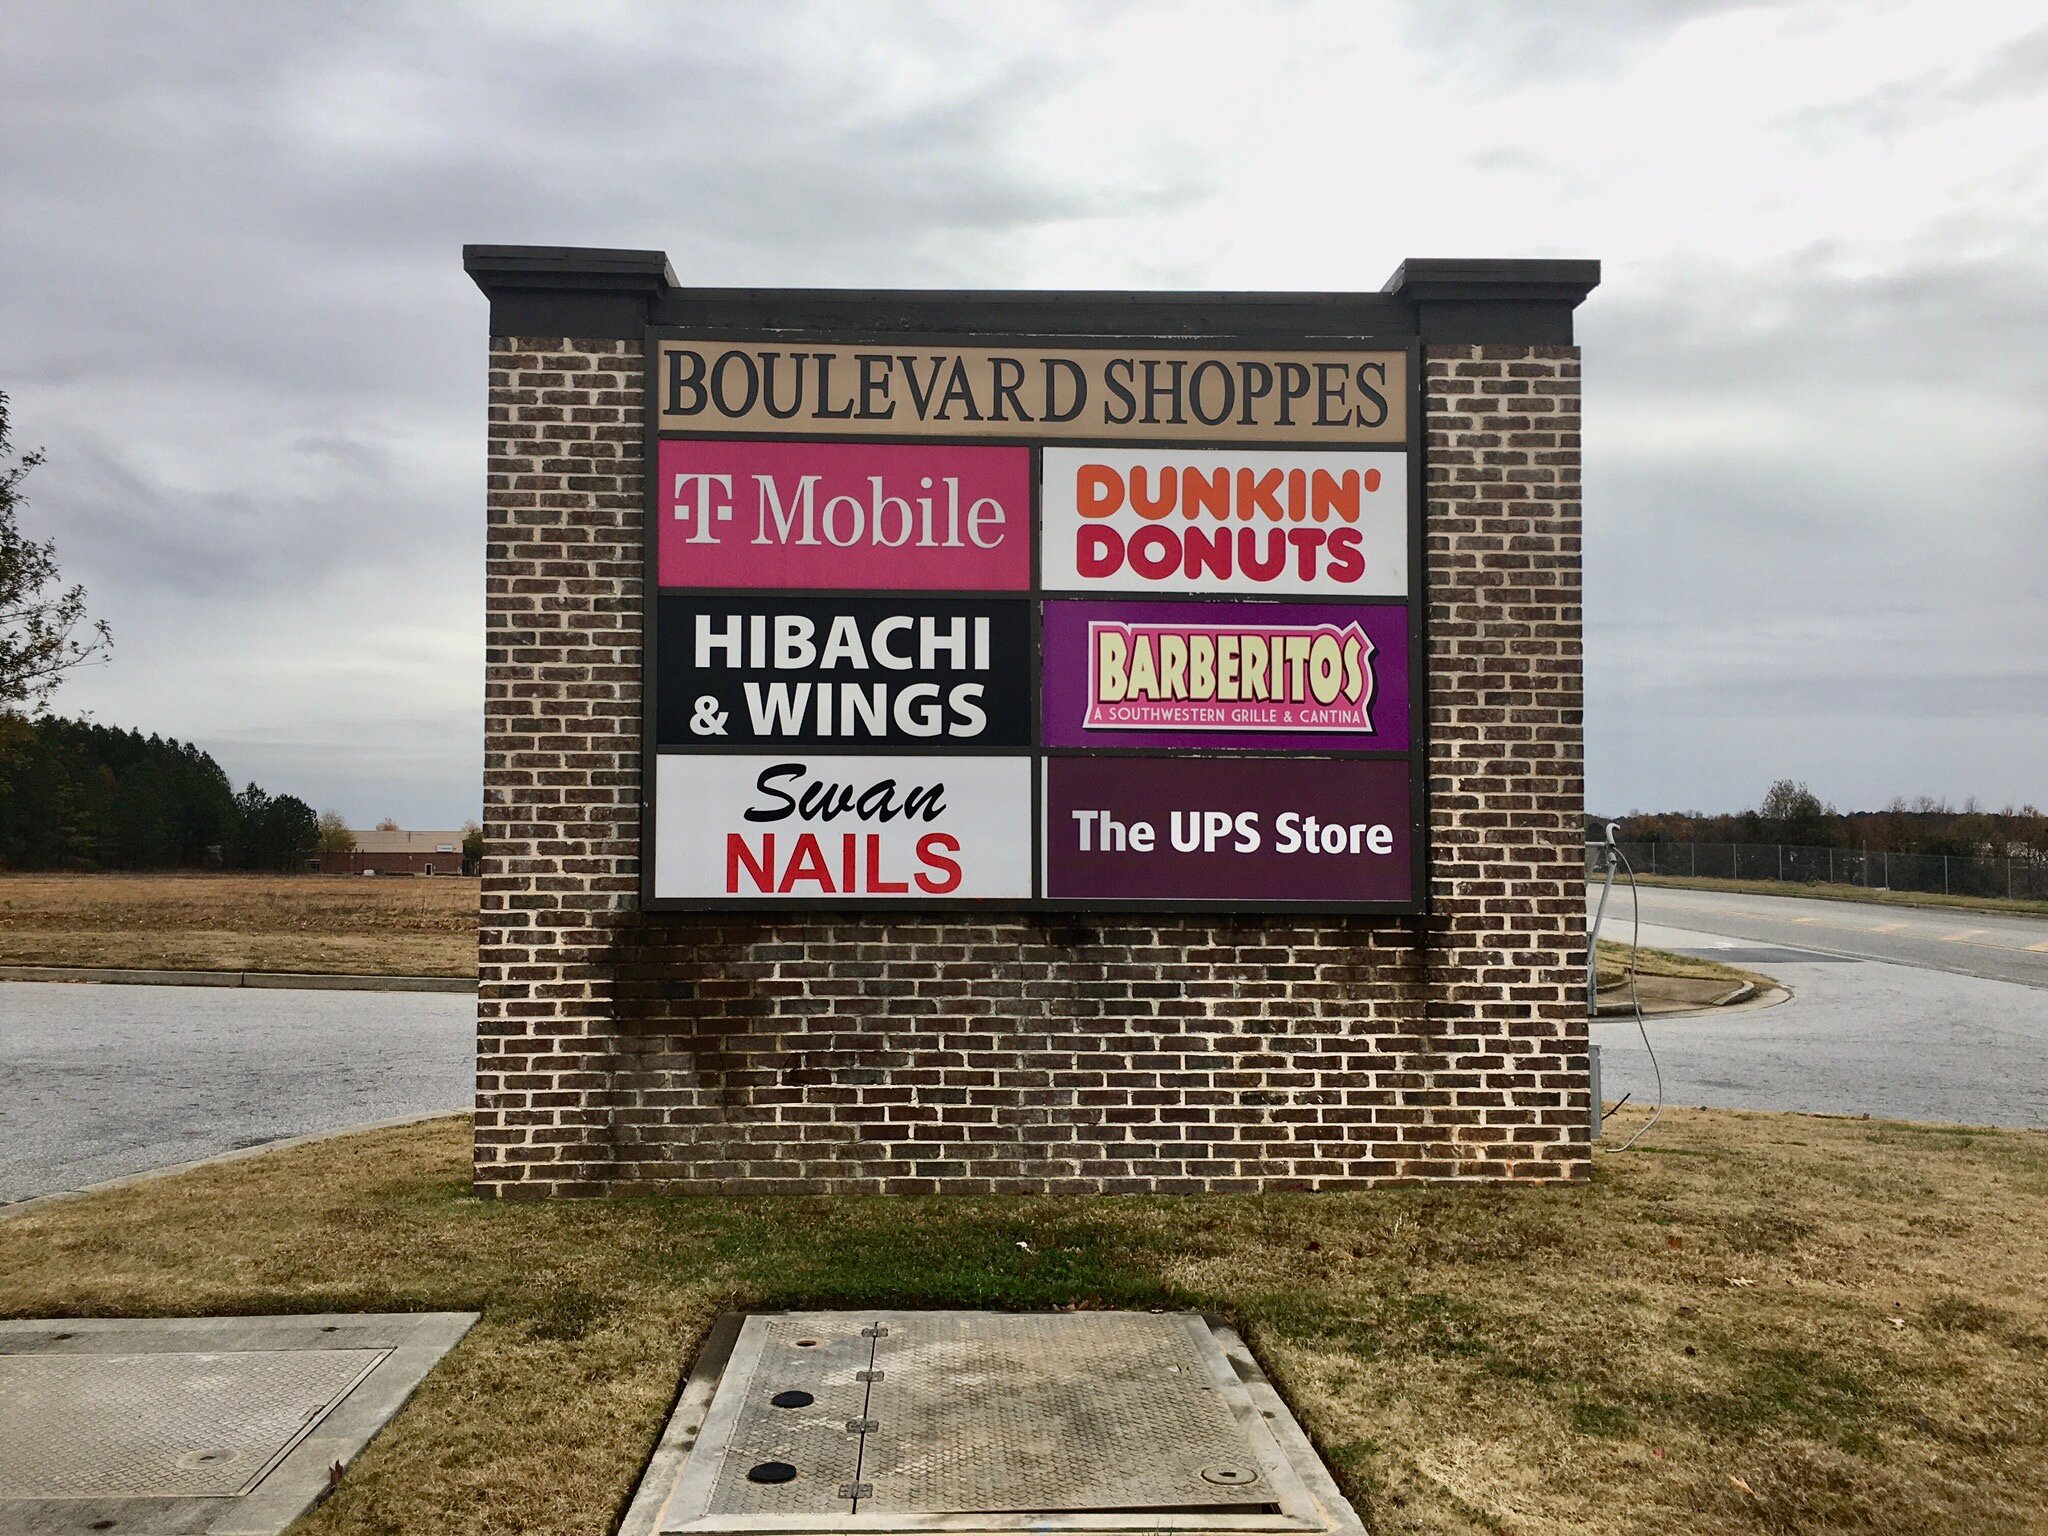 BOULEVARD SHOPPES
T Mobile
DUNKIN'
DONUTS
HIBACHI
& WINGS
BARBERITOS
A SOUTHWESTERN GRILLE & CANTINA
Swan
NAILS
The UPS Store